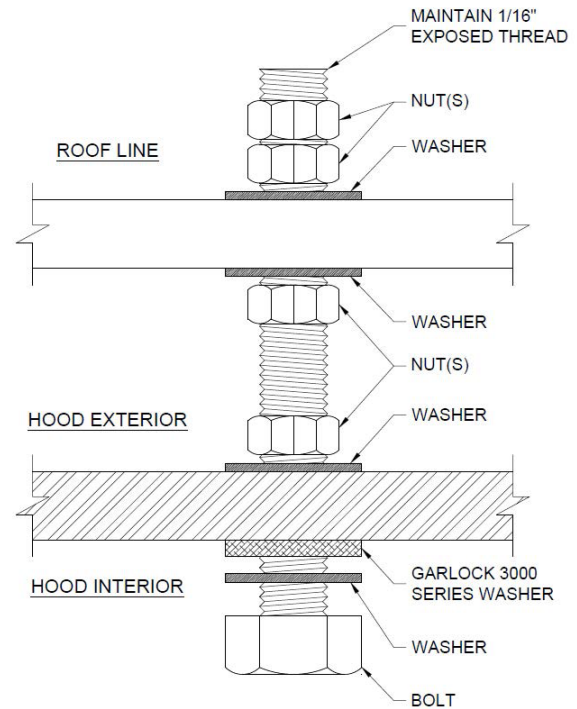 MAINTAIN 1/16"
EXPOSED THREAD
NUT(S)
ROOF LINE
WASHER
WASHER
NUT(S)
HOOD EXTERIOR
WASHER
GARLOCK 3000
SERIES WASHER
HOOD INTERIOR
WASHER
BOLT